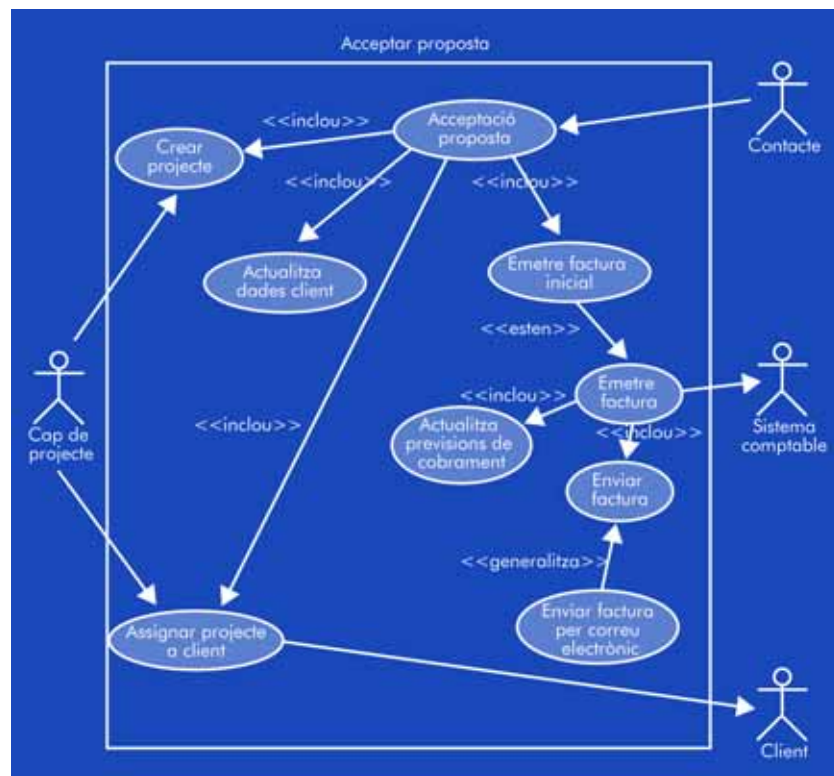 Acceptar proposta
<<inclou>>
Acceptació
proposta
Contacte
Crear
projecte
<<inclou>>
<<inclou>>
Actualitza
dades client
Emetre factura
inicial
<<esten>>
Cap de
projecte
<<inclou>>
<<inclou>>
Emetre
factura
Sistema
comptable
Actualitza
previsions de
cobrament
<<inclou>>
Enviar
factura
<<generalitza>>
Assignar projecte
a client
Enviar factura
per correu
electrònic
Client